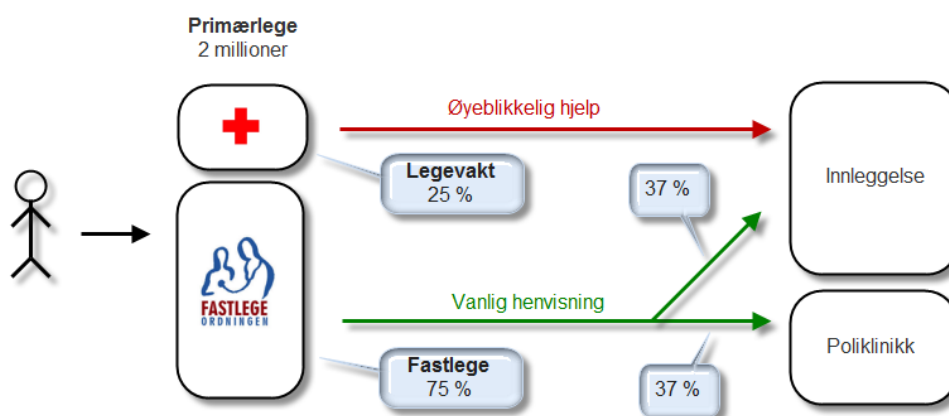 Primærlege
2 millioner
Øyeblikkelig hjelp
Legevakt
25 %
37 %
Innleggelse
FASTLEGE
ORDNINGEN
Vanlig henvisning
Poliklinikk
Fastlege
75 %
37 %